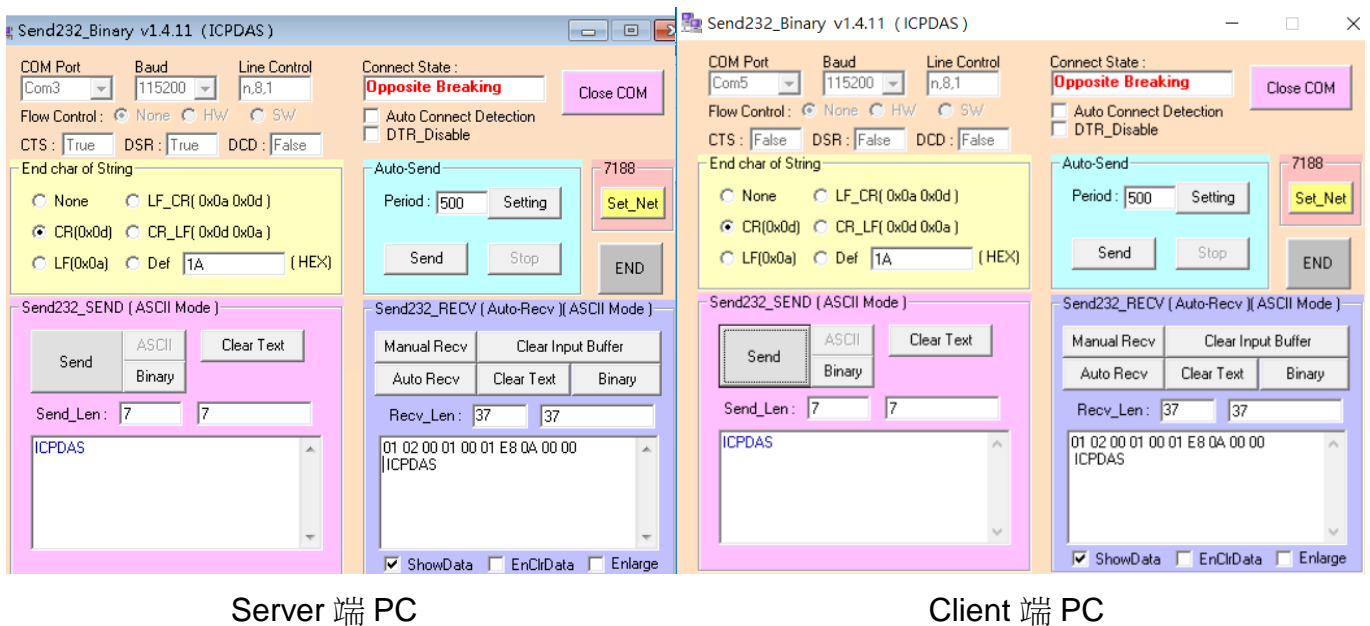 Send232_Binary v1.4.11 ( ICPDAS )
COM Port Baud Line Control Connect State :
Com3 115200 n,8,1 Opposite Breaking Close COM
Flow Control : None HW SW Auto Connect Detection
CTS : True DSR : True DCD : False DTR_Disable
End char of String Auto-Send 7188
None LF_CR( 0x0a 0x0d ) Period : 500 Setting Set_Net
CR(0x0d) CR_LF( 0x0d 0x0a )
LF(0x0a) Def 1A ( HEX) Send Stop END
Send232_SEND ( ASCII Mode ) Send232_RECV ( Auto-Recv )( ASCII Mode )
Send ASCII Clear Text Manual Recv Clear Input Buffer
Binary Auto Recv Clear Text Binary
Send_Len : 7 7 Recv_Len : 37 37
ICPDAS 01 02 00 01 00 01 E8 0A 00 00
ICPDAS
ShowData EnClrData Enlarge
Server 端 PC
Send232_Binary v1.4.11 ( ICPDAS )
COM Port Baud Line Control Connect State :
Com5 115200 n,8,1 Opposite Breaking Close COM
Flow Control : None HW SW Auto Connect Detection
CTS : False DSR : False DCD : False DTR_Disable
End char of String Auto-Send 7188
None LF_CR( 0x0a 0x0d ) Period : 500 Setting Set_Net
CR(0x0d) CR_LF( 0x0d 0x0a )
LF(0x0a) Def 1A ( HEX) Send Stop END
Send232_SEND ( ASCII Mode ) Send232_RECV ( Auto-Recv )( ASCII Mode )
Send ASCII Clear Text Manual Recv Clear Input Buffer
Binary Auto Recv Clear Text Binary
Send_Len : 7 7 Recv_Len : 37 37
ICPDAS 01 02 00 01 00 01 E8 0A 00 00
ICPDAS
ShowData EnClrData Enlarge
Client 端 PC